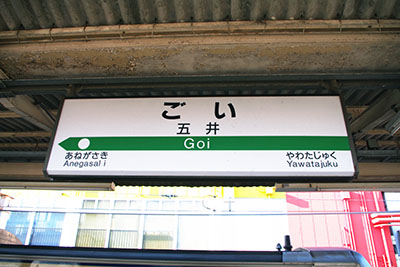 ごい
五井
Goi
あねがさき
Anegasaki
やわたじゅく
Yawatajuku